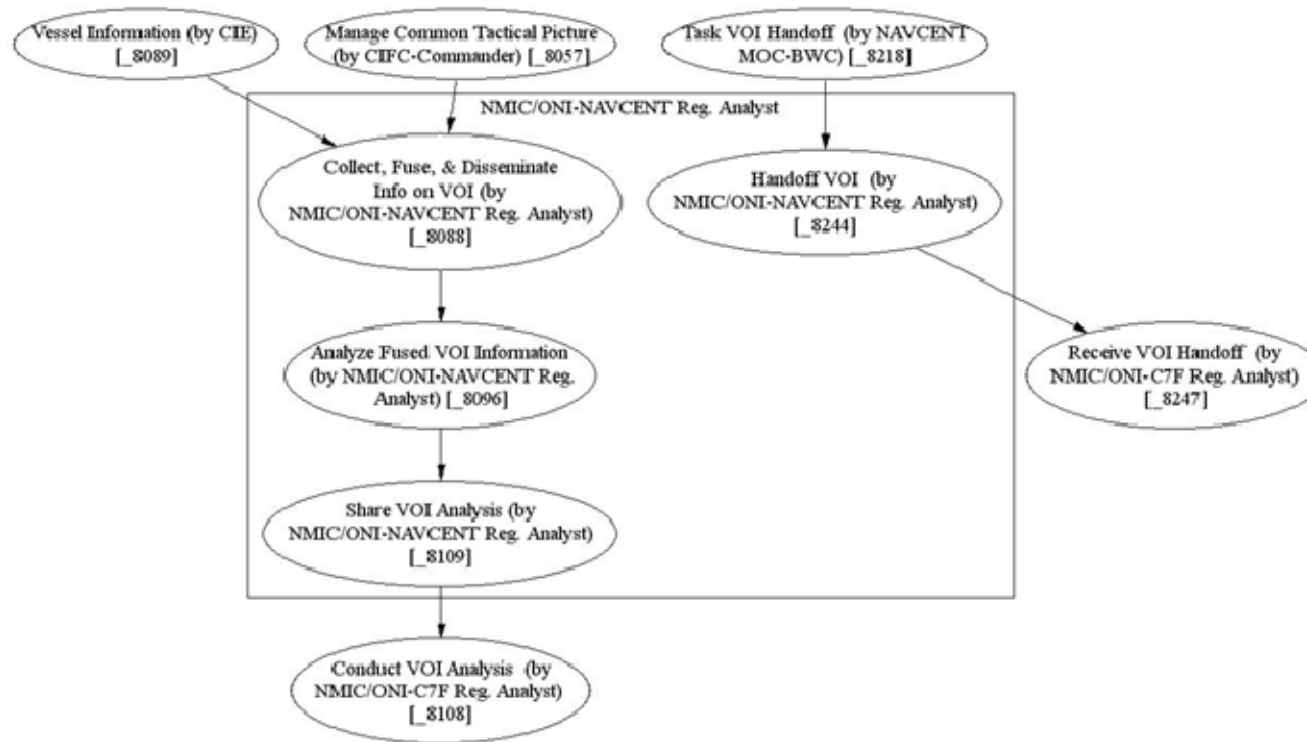 Vessel Information (by CIE)
[_8089]
Manage Common Tactical Picture
(by CIFC-Commander) [_8057]
Task VOI Handoff (by NAVCENT
MOC-BWC) [_8218]
NMIC/ONI-NAVCENT Reg. Analyst
Collect, Fuse, & Disseminate
Info on VOI (by
NMIC/ONI-NAVCENT Reg. Analyst)
[_8088]
Handoff VOI (by
NMIC/ONI-NAVCENT Reg. Analyst)
[_8244]
Analyze Fused VOI Information
(by NMIC/ONI-NAVCENT Reg.
Analyst) [_8096]
Receive VOI Handoff (by
NMIC/ONI-C7F Reg. Analyst)
[_8247]
Share VOI Analysis (by
NMIC/ONI-NAVCENT Reg. Analyst)
[_8109]
Conduct VOI Analysis (by
NMIC/ONI-C7F Reg. Analyst)
[_8108]